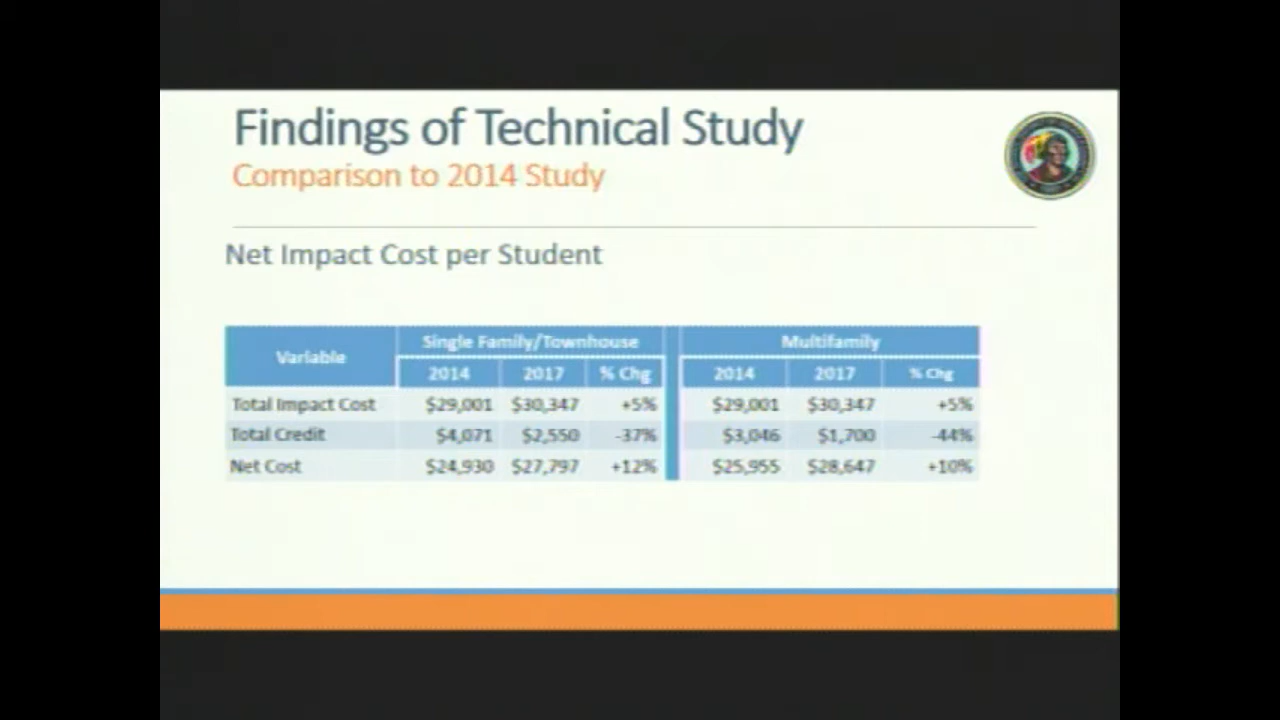 Findings of Technical Study
Comparison to 2014 Study
Net Impact Cost per Student
Variable Single Family/Townhouse Multifamily
2014 2017 % Chg 2014 2017 % Chg
Total Impact Cost $29,001 $30,347 +5% $29,001 $30,347 +5%
Total Credit $4,071 $2,550 -37% $3,046 $1,700 -44%
Net Cost $24,930 $27,797 +12% $25,955 $28,647 +10%